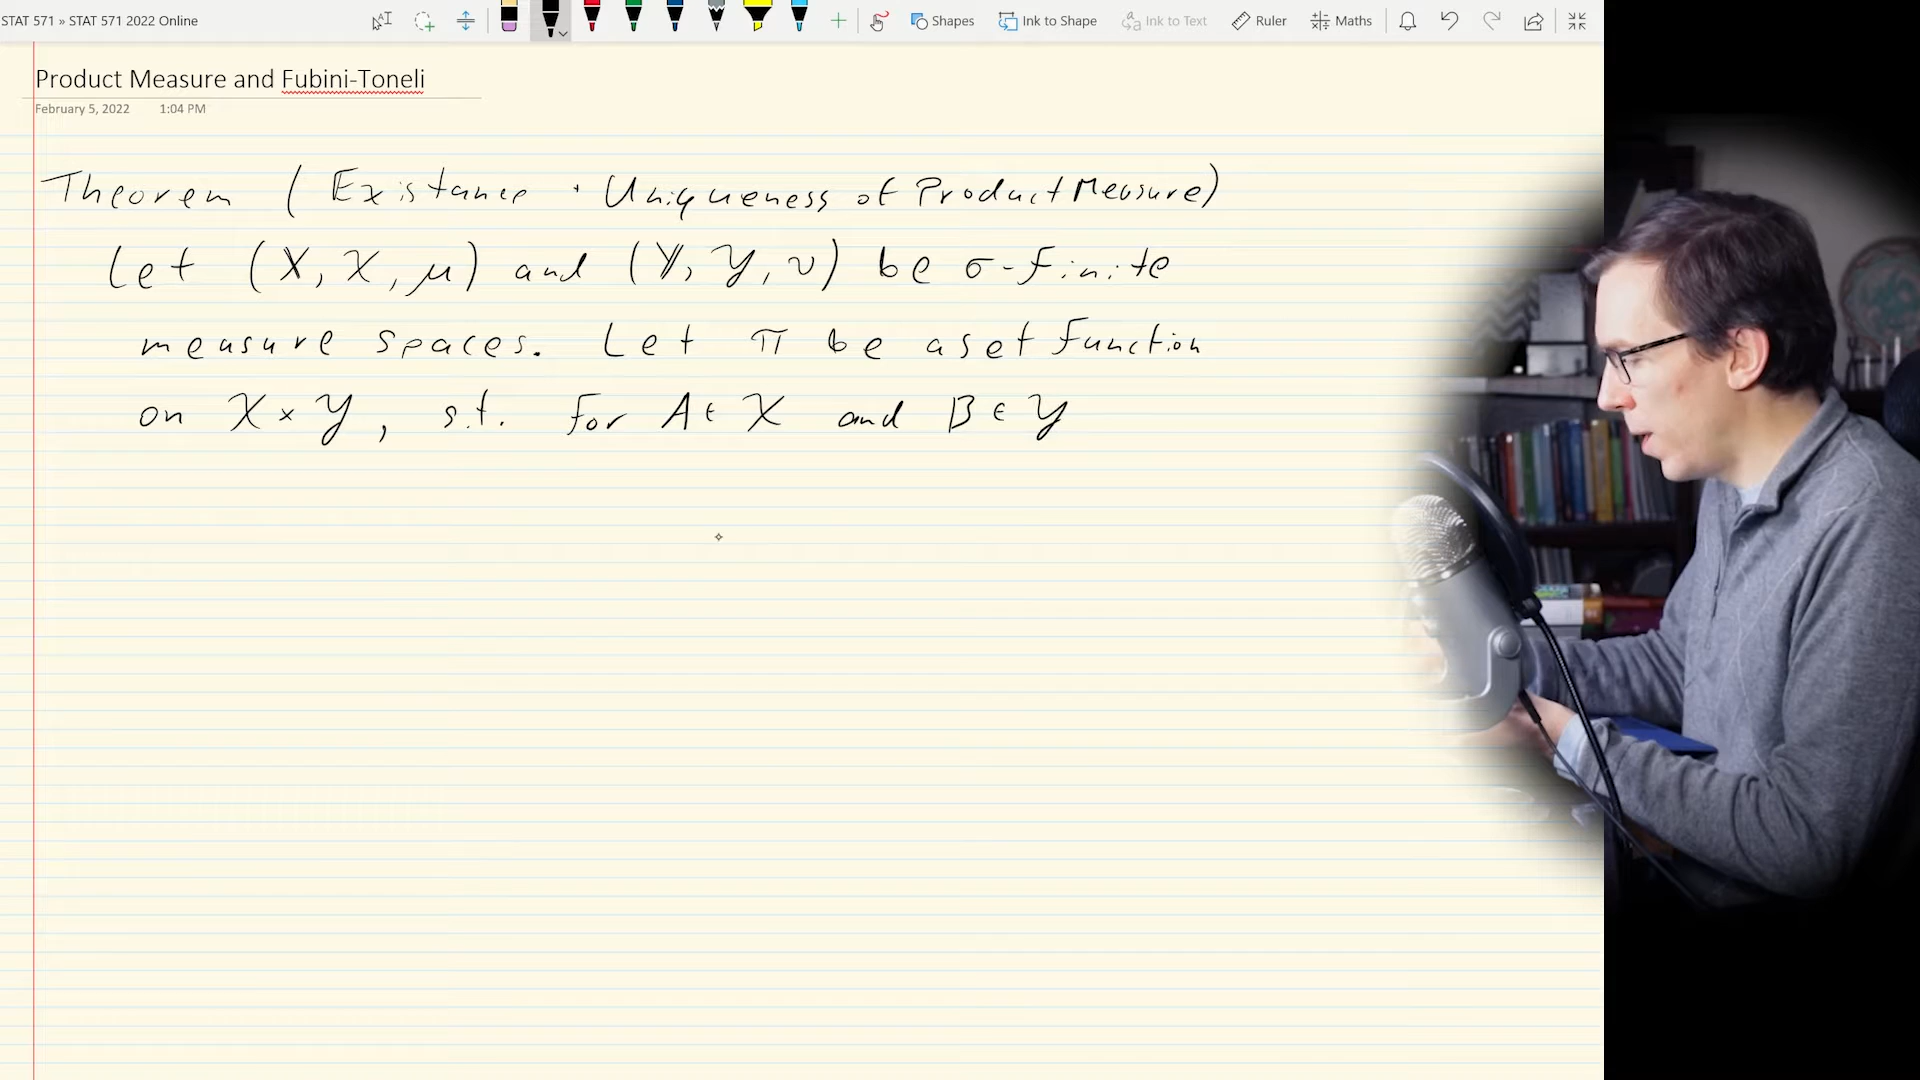 STAT 571 » STAT 571 2022 Online
Shapes Ink to Shape Ink to Text Ruler Maths
Product Measure and Fubini-Toneli
February 5, 2022 1:04 PM
Theorem ( Existance + Uniqueness of Product Measure)
Let (𝕏, 𝒳, μ) and (𝕐, 𝒴, ν) be σ-finite
measure spaces. Let π be a set function
on 𝒳 × 𝒴, s.t. for A ∈ 𝒳 and B ∈ 𝒴